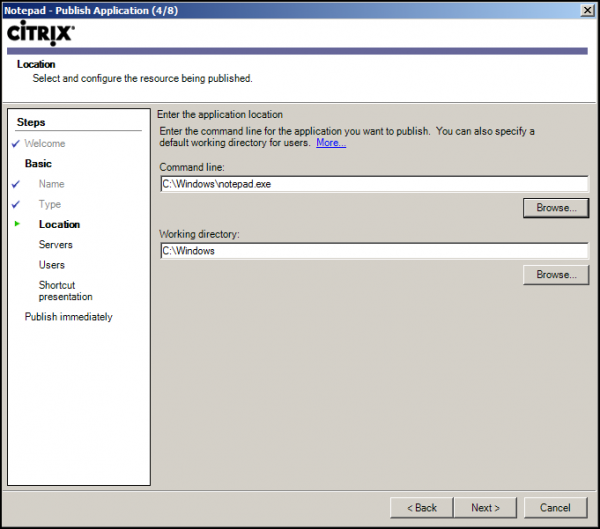 Notepad - Publish Application (4/8)
CITRIX
Location
Select and configure the resource being published.
Steps
Welcome
Basic
Name
Type
Location
Servers
Users
Shortcut
presentation
Publish immediately
Enter the application location
Enter the command line for the application you want to publish. You can also specify a
default working directory for users. More...
Command line:
C:\Windows\notepad.exe
Browse...
Working directory:
C:\Windows
Browse...
< Back
Next >
Cancel